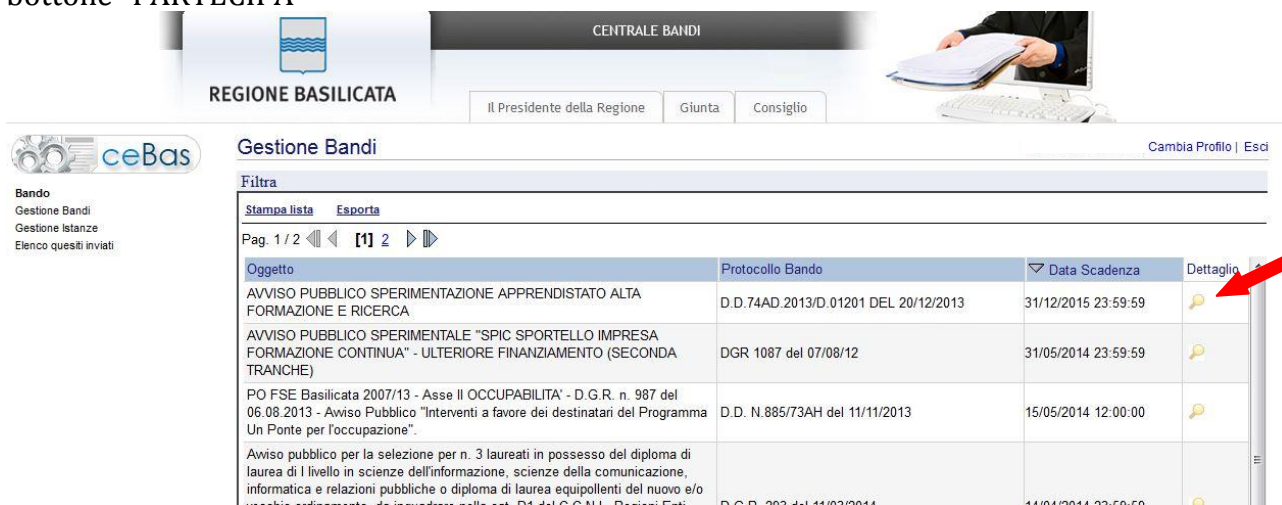 bottone "PARTECIPA"
CENTRALE BANDI
REGIONE BASILICATA
Il Presidente della Regione Giunta Consiglio
ceBas
Gestione Bandi
Cambia Profilo | Esci
Bando
Gestione Bandi
Gestione Istanze
Elenco quesiti inviati
Filtra
Stampa lista Esporta
Pag. 1 / 2 [1] 2
Oggetto Protocollo Bando Data Scadenza Dettaglio
AVVISO PUBBLICO SPERIMENTAZIONE APPRENDISTATO ALTA
FORMAZIONE E RICERCA
D.D.74AD.2013/D.01201 DEL 20/12/2013 31/12/2015 23:59:59
AVVISO PUBBLICO SPERIMENTALE "SPIC SPORTELLO IMPRESA
FORMAZIONE CONTINUA" - ULTERIORE FINANZIAMENTO (SECONDA
TRANCHE)
DGR 1087 del 07/08/12 31/05/2014 23:59:59
PO FSE Basilicata 2007/13 - Asse II OCCUPABILITA' - D.G.R. n. 987 del
06.08.2013 - Avviso Pubblico "Interventi a favore dei destinatari del Programma
Un Ponte per l'occupazione".
D.D. N.885/73AH del 11/11/2013 15/05/2014 12:00:00
Avviso pubblico per la selezione per n. 3 laureati in possesso del diploma di
laurea di I livello in scienze dell'informazione, scienze della comunicazione,
informatica e relazioni pubbliche o diploma di laurea equipollenti del nuovo e/o